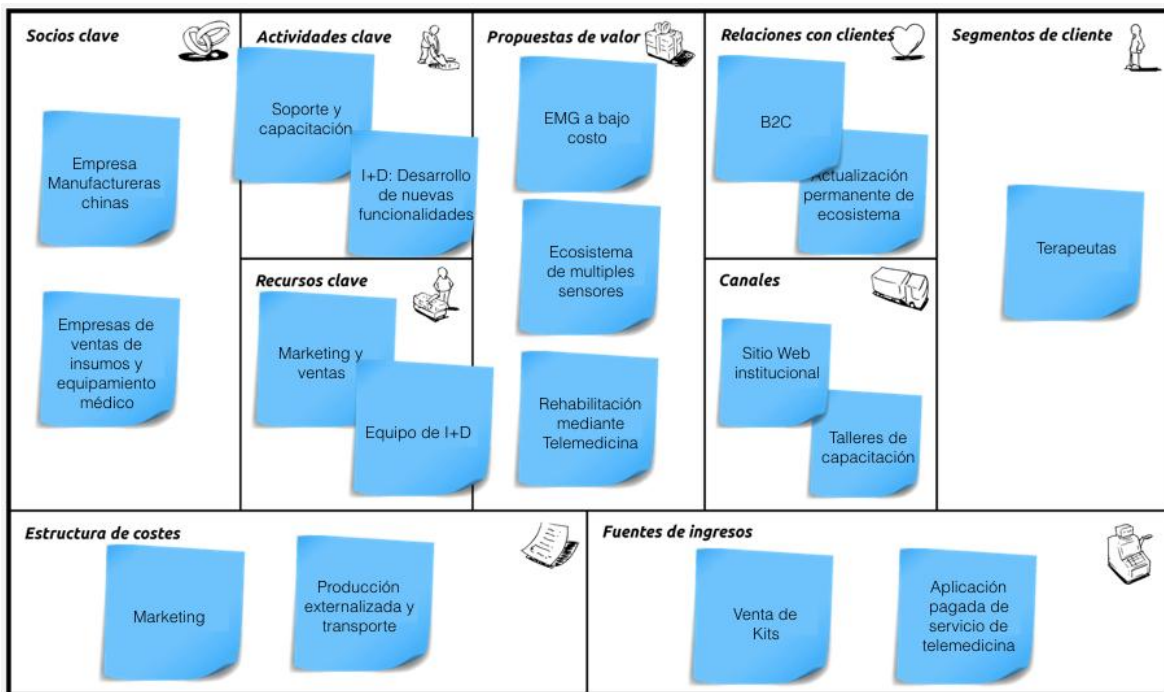 Socios clave
Empresa
Manufactureras
chinas
Empresas de
ventas de
insumos y
equipamiento
médico
Actividades clave
Soporte y
capacitación
I+D: Desarrollo
de nuevas
funcionalidades
Recursos clave
Marketing y
ventas
Equipo de I+D
Propuestas de valor
EMG a bajo
costo
Ecosistema
de multiples
sensores
Rehabilitación
mediante
Telemedicina
Relaciones con clientes
B2C
Actualización
permanente de
ecosistema
Canales
Sitio Web
institucional
Talleres de
capacitación
Segmentos de cliente
Terapeutas
Estructura de costes
Marketing
Producción
externalizada y
transporte
Fuentes de ingresos
Venta de
Kits
Aplicación
pagada de
servicio de
telemedicina